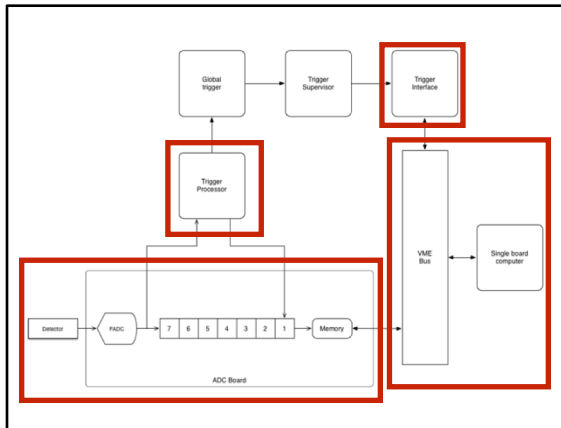 Global
trigger
Trigger
Supervisor
Trigger
Interface
Trigger
Processor
VME
Bus
Single board
computer
Detector
FADC
7 6 5 4 3 2 1
Memory
ADC Board